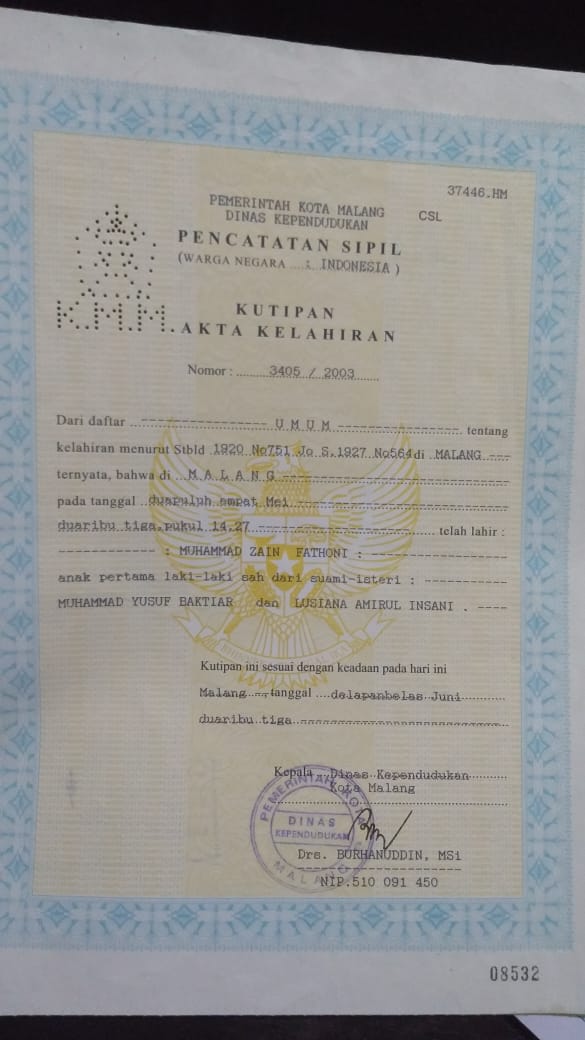 37446.HM
PEMERINTAH KOTA MALANG
DINAS KEPENDUDUKAN CSL
PENCATATAN SIPIL
(WARGA NEGARA ....: INDONESIA )
K.M.M.
KUTIPAN
AKTA KELAHIRAN
Nomor : ......... 3405 / 2003 .......
Dari daftar ------------------- U M U M ------------------ tentang
kelahiran menurut Stbld 1920 No751 Jo S.1927 No564 di MALANG ---
ternyata, bahwa di .. M A L A N G --------------------------------
pada tanggal duapuluh ampat Mei ------------------------------
duaribu tiga,pukul 14.27 ------------------------ telah lahir :
------------- : MUHAMMAD ZAIN FATHONI : -------------------
anak pertama laki-laki sah dari suami-isteri : -----------
MUHAMMAD YUSUF BAKTIAR dan LUSIANA AMIRUL INSANI . ----
Kutipan ini sesuai dengan keadaan pada hari ini
Malang --, tanggal .... delapanbelas Juni ............
duaribu tiga ------------------------------
Kepala ... Dinas Kependudukan
Kota Malang
PEMERINTAH KOTA
DINAS
KEPENDUDUKAN
MALANG
Drs. BURHANUDDIN, MSi
NIP.510 091 450
08532